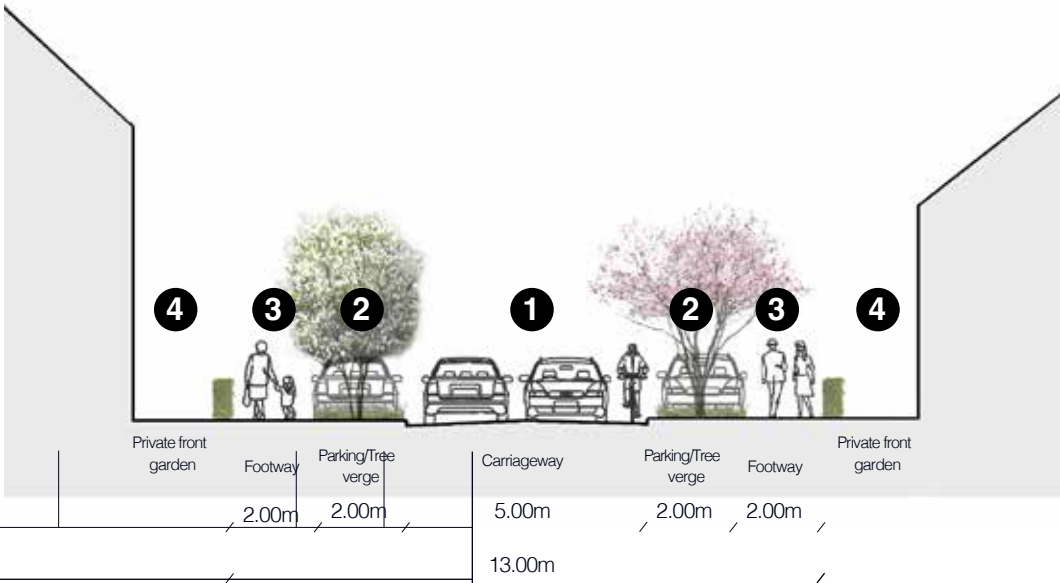 4 3 2 1 2 3 4
Private front
garden
Footway
Parking/Tree
verge
Carriageway
Parking/Tree
verge
Footway
Private front
garden
2.00m 2.00m 5.00m 2.00m 2.00m
13.00m